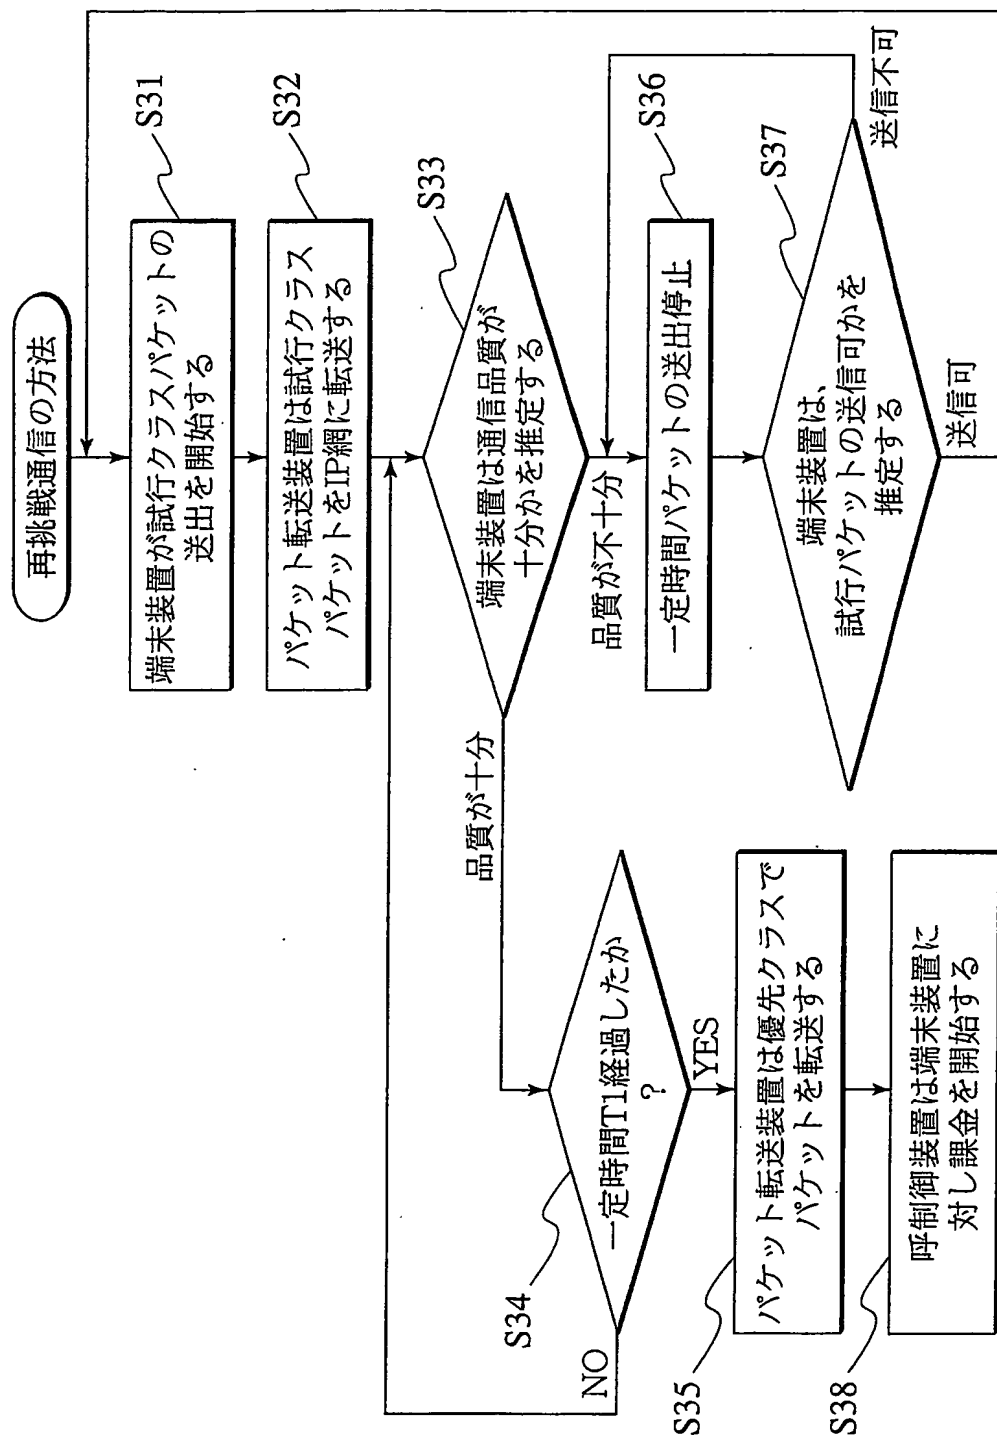 再挑戦通信の方法
端末装置が試行クラスパケットの
送出を開始する
S31
パケット転送装置は試行クラス
パケットをIP網に転送する
S32
端末装置は通信品質が
十分かを推定する
S33
品質が十分
品質が不十分
一定時間T1経過したか
?
S34
NO
YES
パケット転送装置は優先クラスで
パケットを転送する
S35
呼制御装置は端末装置に
対し課金を開始する
S38
一定時間パケットの送出停止
S36
端末装置は、
試行パケットの送信可かを
推定する
S37
送信不可
送信可